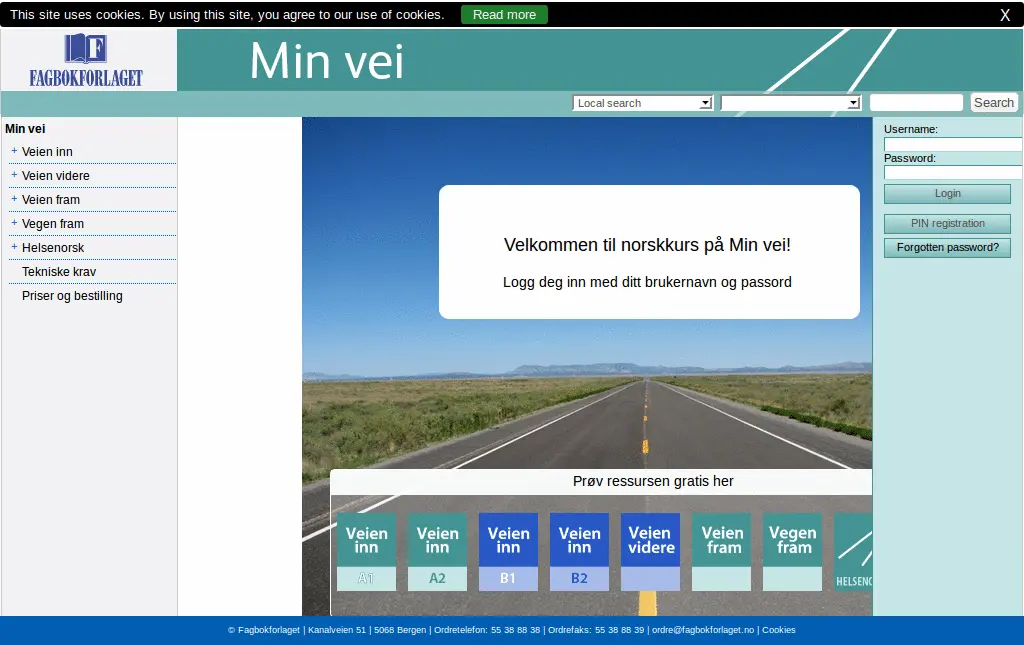 This site uses cookies. By using this site, you agree to our use of cookies. Read more X
F
FAGBOKFORLAGET
Min vei
Local search Search
Min vei
+ Veien inn
+ Veien videre
+ Veien fram
+ Vegen fram
+ Helsenorsk
Tekniske krav
Priser og bestilling
Velkommen til norskkurs på Min vei!
Logg deg inn med ditt brukernavn og passord
Prøv ressursen gratis her
Veien inn A1
Veien inn A2
Veien inn B1
Veien inn B2
Veien videre
Veien fram
Vegen fram
HELSENO
Username:
Password:
Login
PIN registration
Forgotten password?
© Fagbokforlaget | Kanalveien 51 | 5068 Bergen | Ordretelefon: 55 38 88 38 | Ordrefaks: 55 38 88 39 | ordre@fagbokforlaget.no | Cookies